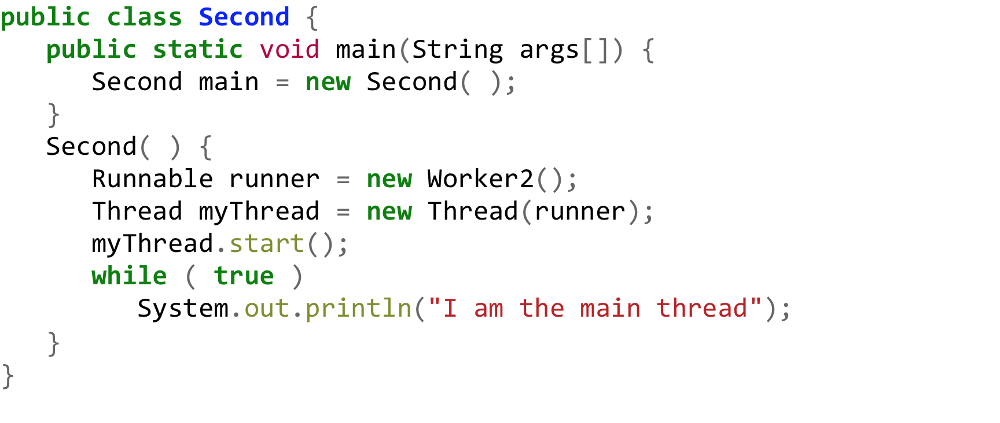 public class Second {
   public static void main(String args[]) {
      Second main = new Second( );
   }
   Second( ) {
      Runnable runner = new Worker2();
      Thread myThread = new Thread(runner);
      myThread.start();
      while ( true )
         System.out.println("I am the main thread");
   }
}